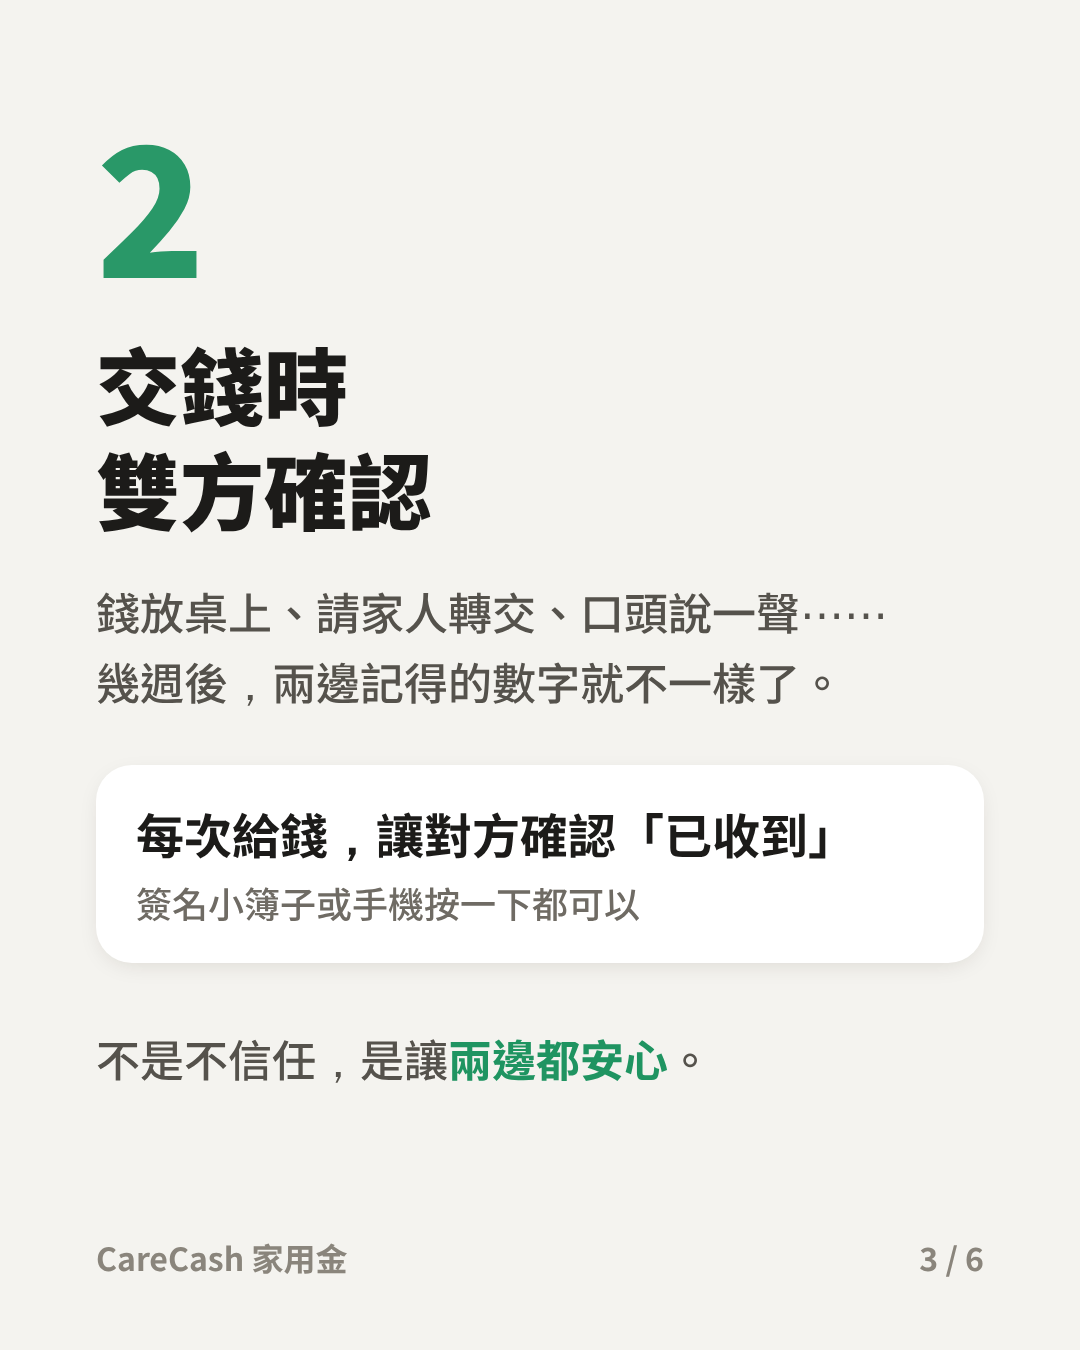 2
交錢時
雙方確認
錢放桌上、請家人轉交、口頭說一聲⋯⋯
幾週後，兩邊記得的數字就不一樣了。
每次給錢，讓對方確認「已收到」
簽名小簿子或手機按一下都可以
不是不信任，是讓兩邊都安心。
CareCash 家用金
3 / 6